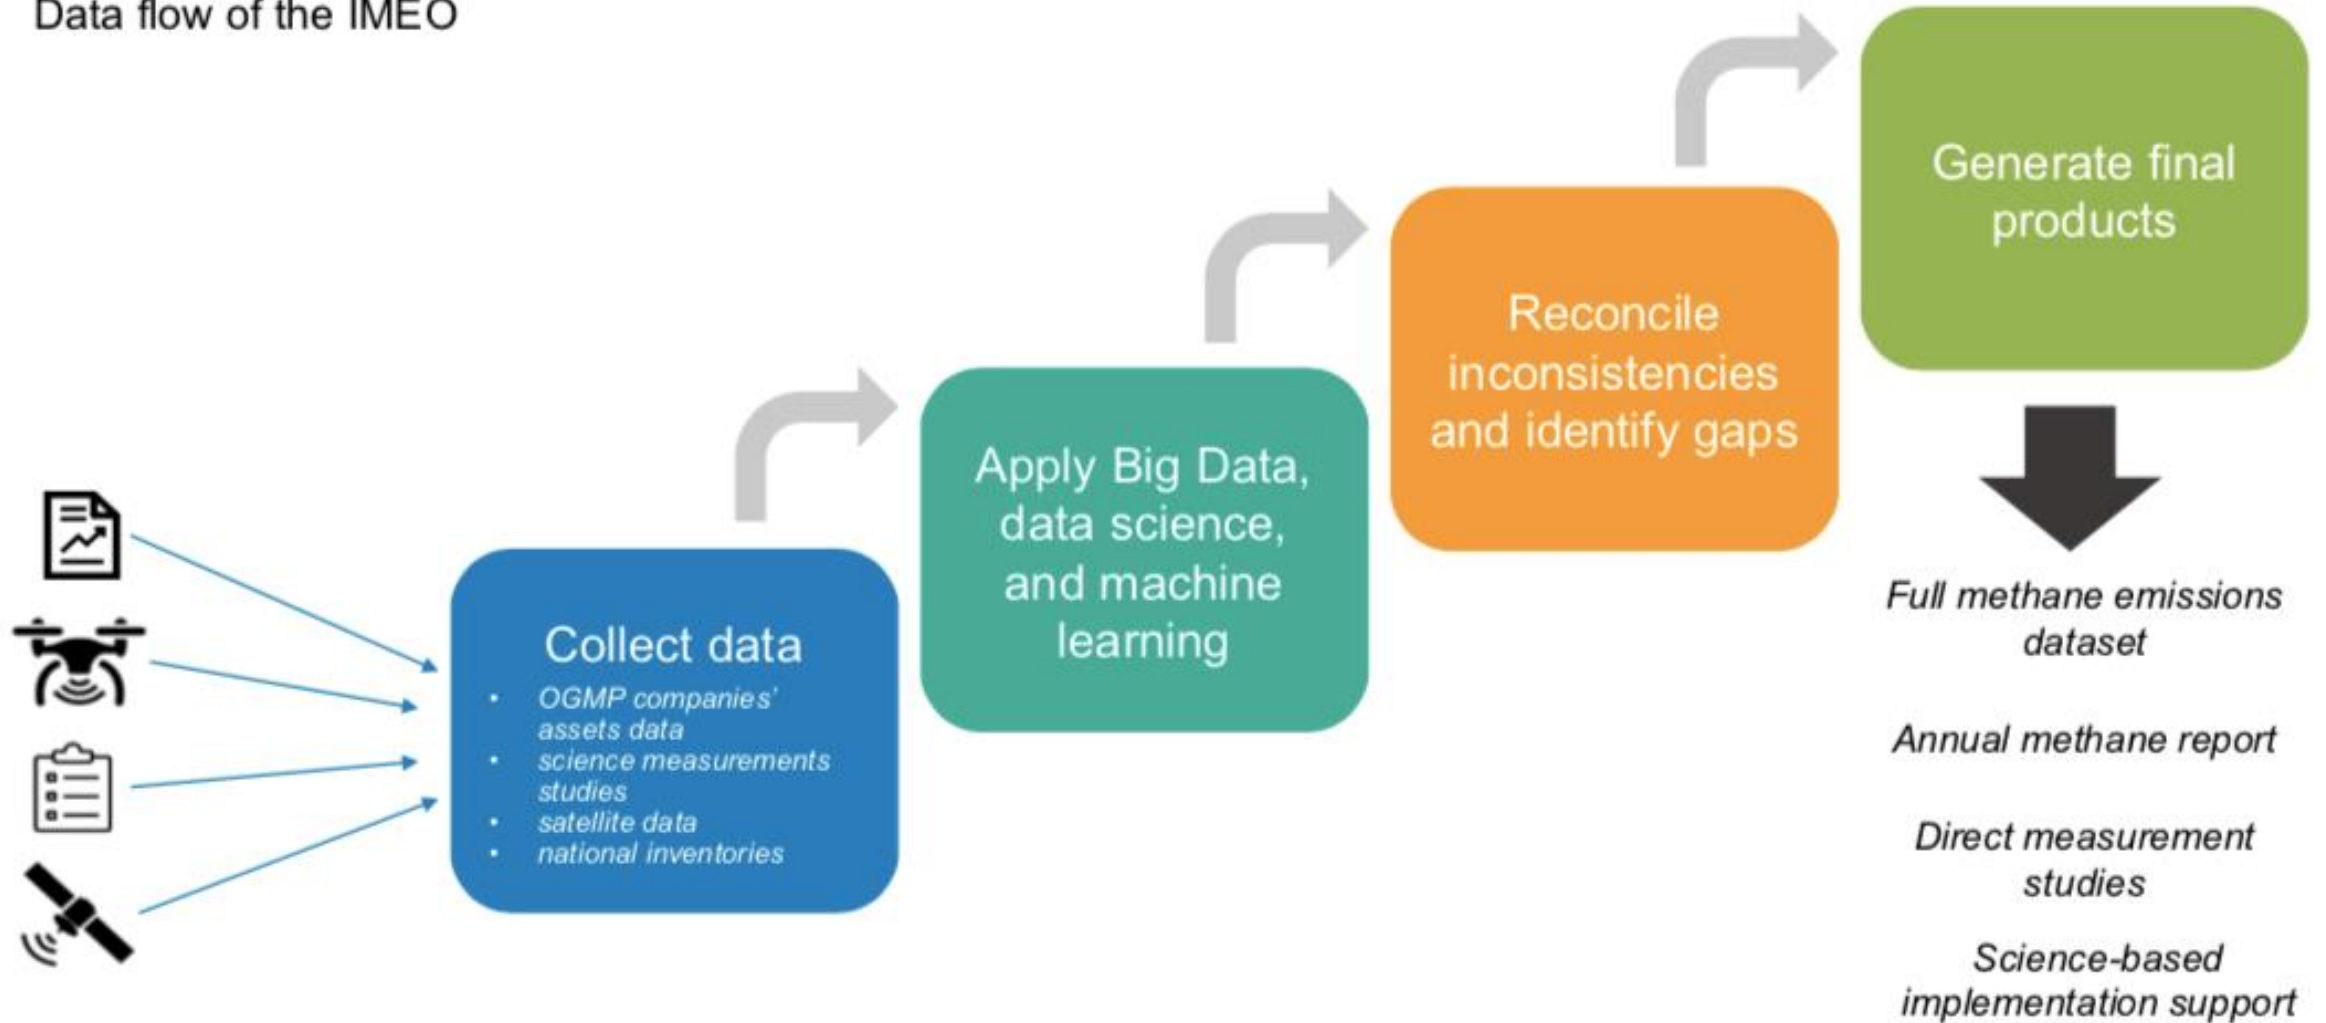 Data flow of the IMEO
Collect data
• OGMP companies'
assets data
• science measurements
studies
• satellite data
• national inventories
Apply Big Data,
data science,
and machine
learning
Reconcile
inconsistencies
and identify gaps
Generate final
products
Full methane emissions
dataset
Annual methane report
Direct measurement
studies
Science-based
implementation support